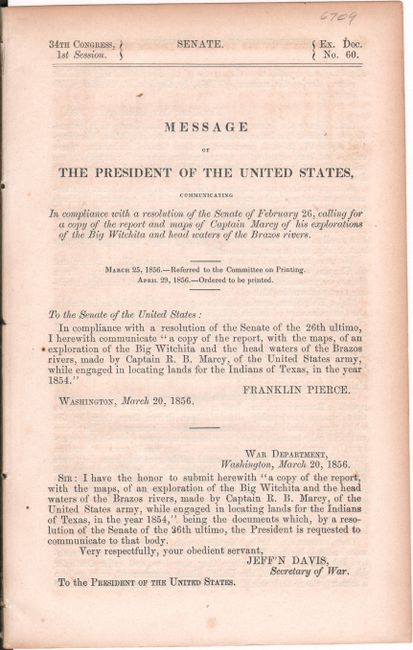 6709
34TH CONGRESS, SENATE. Ex. Doc.
1st Session. No. 60.
MESSAGE
OF
THE PRESIDENT OF THE UNITED STATES,
COMMUNICATING
In compliance with a resolution of the Senate of February 26, calling for
a copy of the report and maps of Captain Marcy of his explorations
of the Big Witchita and head waters of the Brazos rivers.
MARCH 25, 1856.—Referred to the Committee on Printing.
APRIL 29, 1856.—Ordered to be printed.
To the Senate of the United States:
In compliance with a resolution of the Senate of the 26th ultimo,
I herewith communicate "a copy of the report, with the maps, of an
exploration of the Big Witchita and the head waters of the Brazos
rivers, made by Captain R. B. Marcy, of the United States army,
while engaged in locating lands for the Indians of Texas, in the year
1854."
FRANKLIN PIERCE.
WASHINGTON, March 20, 1856.
WAR DEPARTMENT,
Washington, March 20, 1856.
SIR: I have the honor to submit herewith "a copy of the report,
with the maps, of an exploration of the Big Witchita and the head
waters of the Brazos rivers, made by Captain R. B. Marcy, of the
United States army, while engaged in locating lands for the Indians
of Texas, in the year 1854," being the documents which, by a reso-
lution of the Senate of the 26th ultimo, the President is requested to
communicate to that body.
Very respectfully, your obedient servant,
JEFF'N DAVIS,
Secretary of War.
To the PRESIDENT OF THE UNITED STATES.